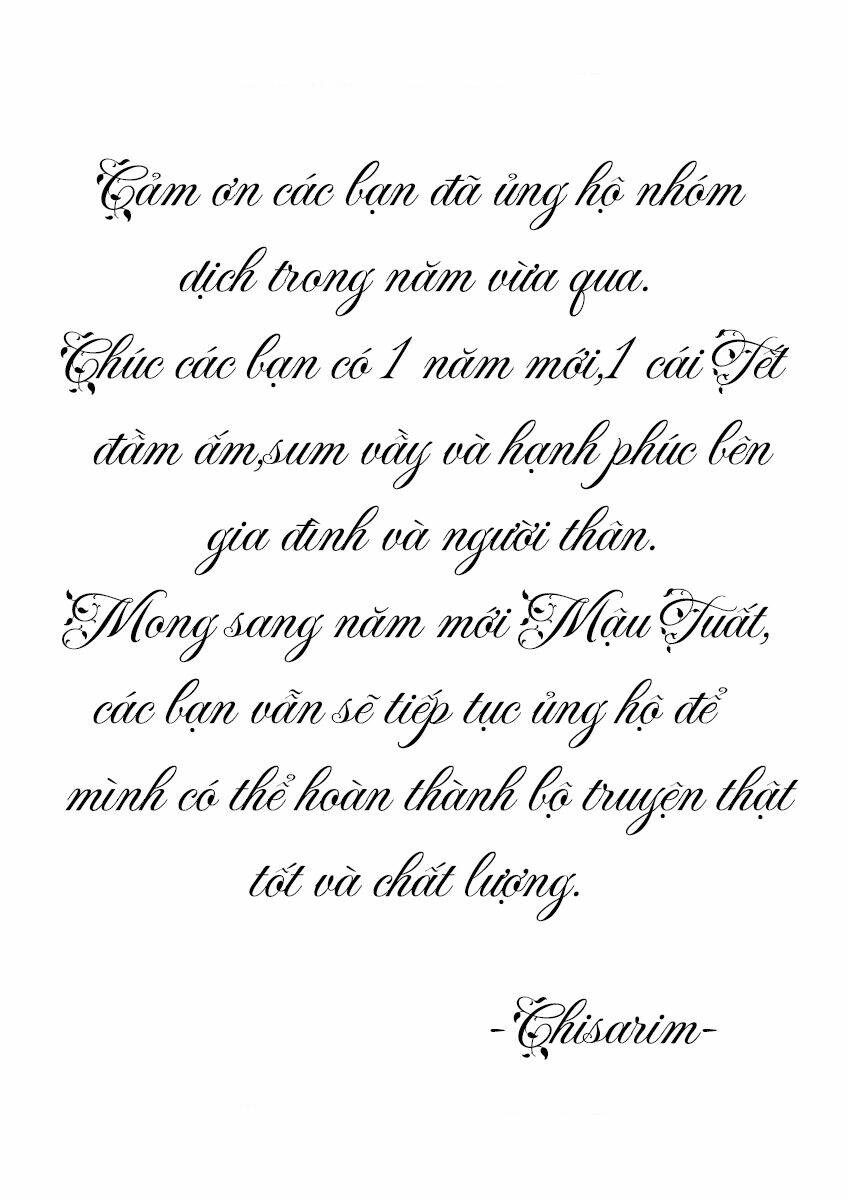 Cảm ơn các bạn đã ủng hộ nhóm
dịch trong năm vừa qua.
Chúc các bạn có 1 năm mới,1 cái Tết
đầm ấm,sum vầy và hạnh phúc bên
gia đình và người thân.
Mong sang năm mới Mậu Tuất,
các bạn vẫn sẽ tiếp tục ủng hộ để
mình có thể hoàn thành bộ truyện thật
tốt và chất lượng.
-Chisarim-